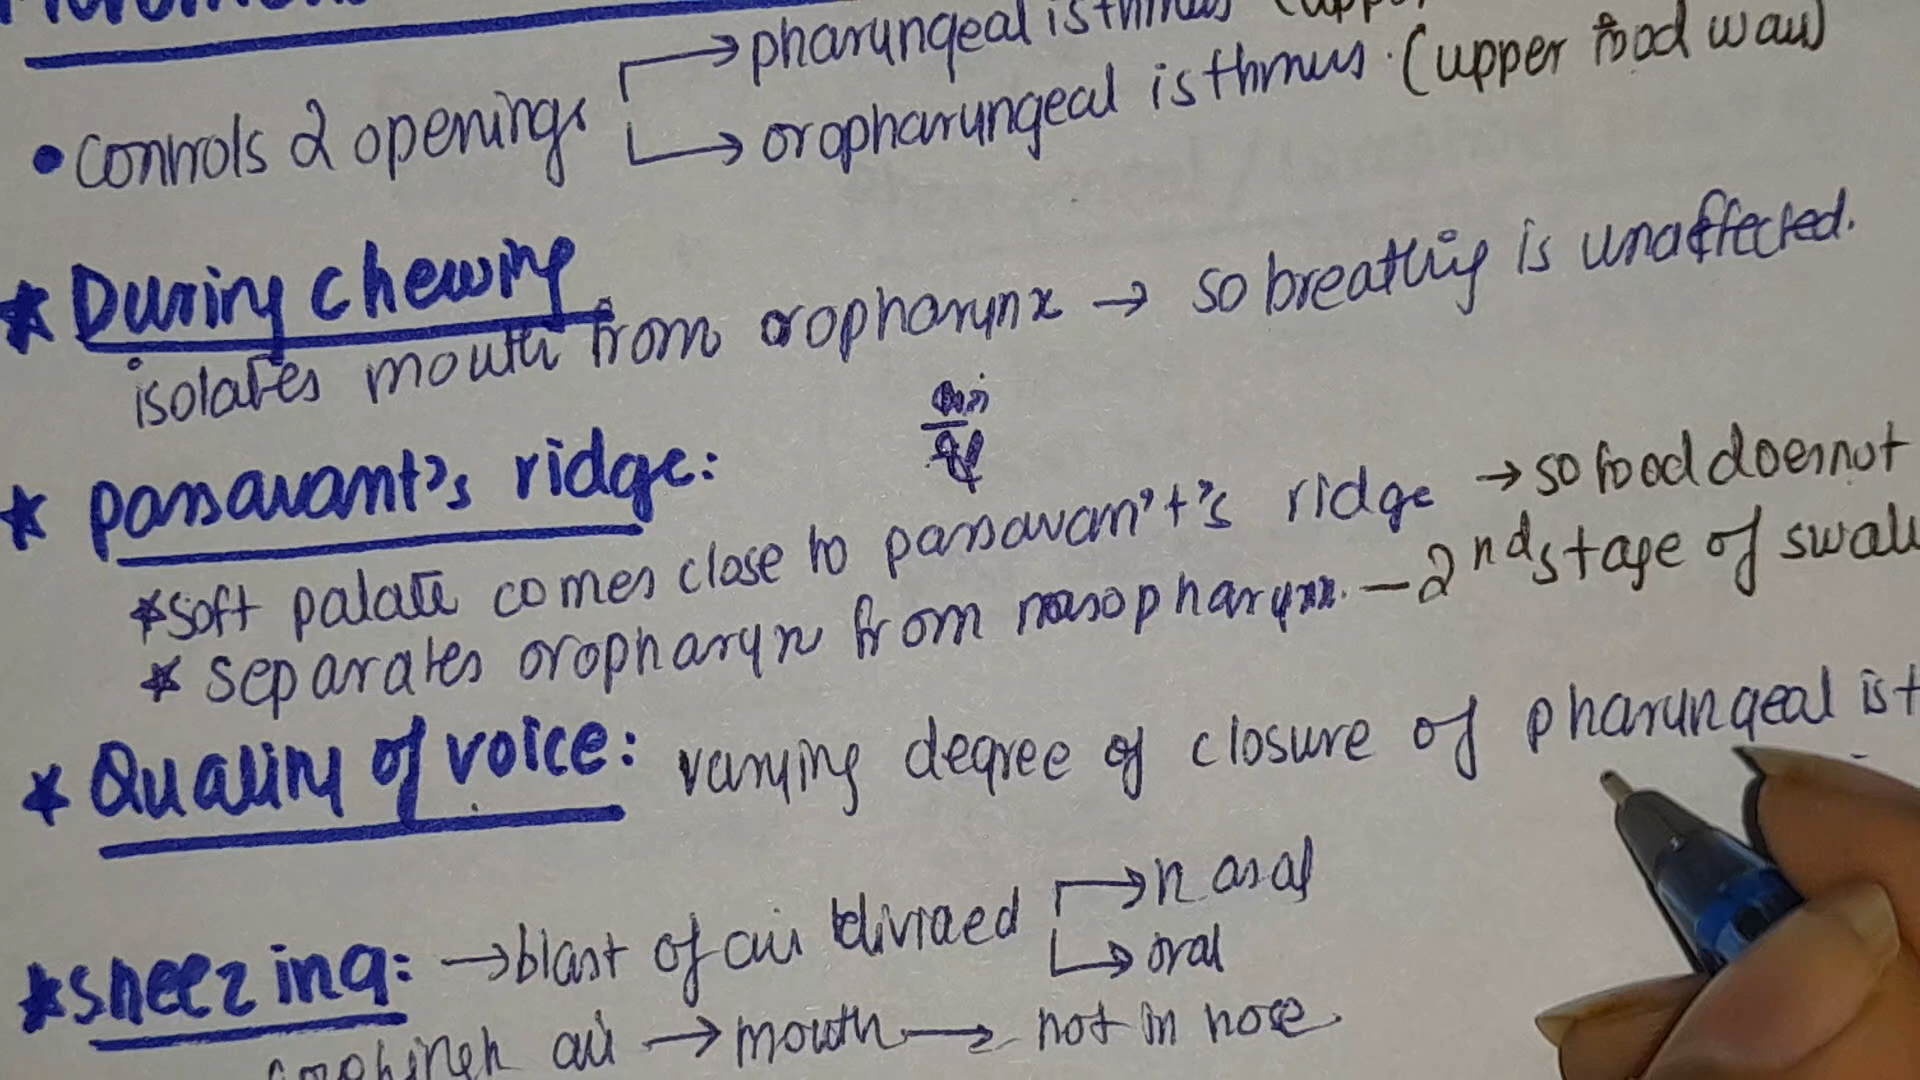 • controls 2 openings → pharyngeal isthmus (upper
→ oropharyngeal isthmus. (upper food way)
* During chewing
isolates mouth from oropharynx → so breathing is unaffected.
* passavant's ridge:
*soft palate comes close to passavan't's ridge → so food does not
* separates oropharynx from nasopharynx. – 2nd stage of swall
* Quality of voice: varying degree of closure of pharyngeal ist
*sneezing: → blast of air divided → nasal
→ oral
air → mouth → not in nose.